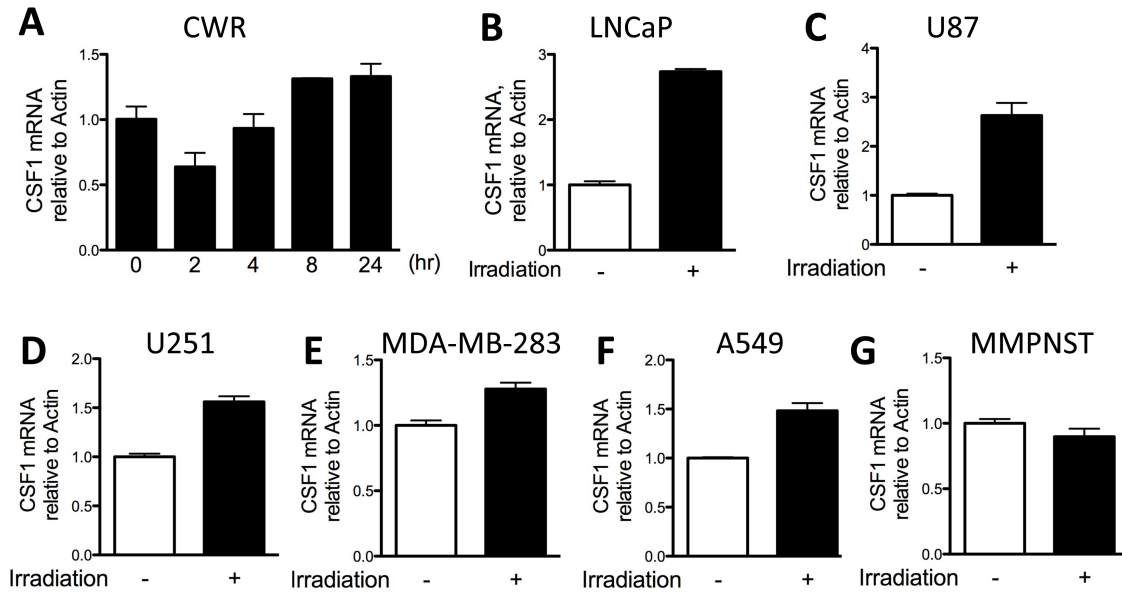 A
CWR
CSF1 mRNA
relative to Actin
1.5
1.0
0.5
0.0
0 2 4 8 24 (hr)
B
LNCaP
CSF1 mRNA,
relative to Actin
3
2
1
0
Irradiation - +
C
U87
CSF1 mRNA
relative to Actin
4
3
2
1
0
Irradiation - +
D
U251
CSF1 mRNA
relative to Actin
2.0
1.5
1.0
0.5
0.0
Irradiation - +
E
MDA-MB-283
CSF1 mRNA
relative to Actin
1.5
1.0
0.5
0.0
Irradiation - +
F
A549
CSF1 mRNA
relative to Actin
2.0
1.5
1.0
0.5
0.0
Irradiation - +
G
MMPNST
CSF1 mRNA
relative to Actin
1.5
1.0
0.5
0.0
Irradiation - +